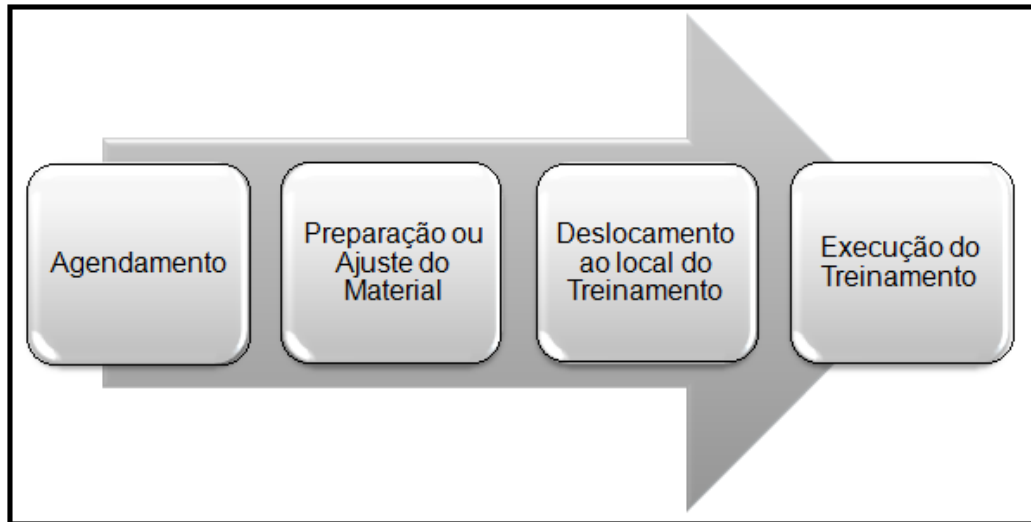 Agendamento
Preparação ou
Ajuste do
Material
Deslocamento
ao local do
Treinamento
Execução do
Treinamento